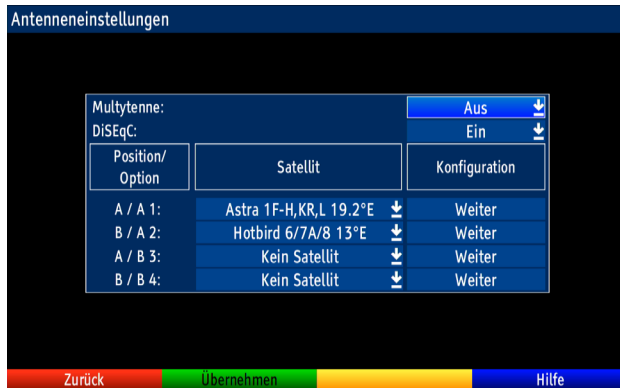 Antenneneinstellungen
Multytenne: Aus
DiSEqC: Ein
Position/
Option
Satellit
Konfiguration
A / A 1: Astra 1F-H,KR,L 19.2°E Weiter
B / A 2: Hotbird 6/7A/8 13°E Weiter
A / B 3: Kein Satellit Weiter
B / B 4: Kein Satellit Weiter
Zurück Übernehmen Hilfe